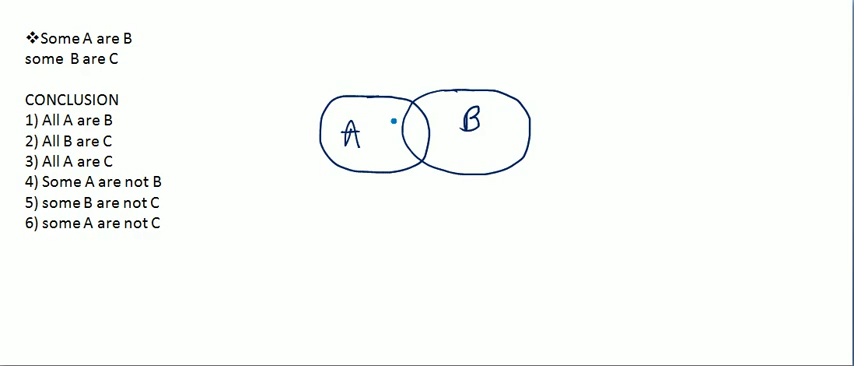 ❖Some A are B
some B are C
CONCLUSION
1) All A are B
2) All B are C
3) All A are C
4) Some A are not B
5) some B are not C
6) some A are not C
A
B